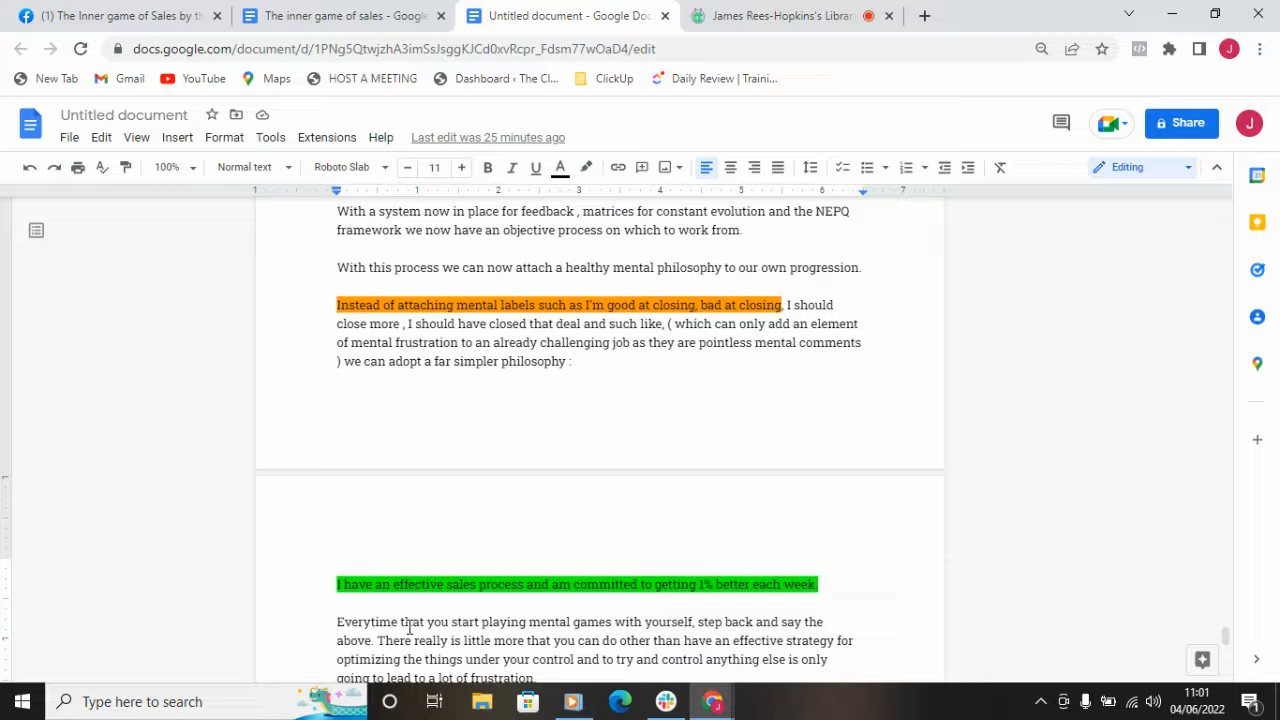 (1) The Inner game of Sales by th
The inner game of sales - Google
Untitled document - Google Doc
James Rees-Hopkins's Library
docs.google.com/document/d/1PNg5QtwjzhA3imSsJsggKJCd0xvRcpr_Fdsm77wOaD4/edit
New Tab
Gmail
YouTube
Maps
HOST A MEETING
Dashboard ‹ The Cl...
ClickUp
Daily Review | Traini...
Untitled document
File Edit View Insert Format Tools Extensions Help Last edit was 25 minutes ago
Share
J
100% Normal text Roboto Slab 11 B I U A Editing
1 1 2 3 4 5 6 7
With a system now in place for feedback , matrices for constant evolution and the NEPQ
framework we now have an objective process on which to work from.
With this process we can now attach a healthy mental philosophy to our own progression.
Instead of attaching mental labels such as I'm good at closing, bad at closing, I should
close more , I should have closed that deal and such like, ( which can only add an element
of mental frustration to an already challenging job as they are pointless mental comments
) we can adopt a far simpler philosophy :
I have an effective sales process and am committed to getting 1% better each week.
Everytime that you start playing mental games with yourself, step back and say the
above. There really is little more that you can do other than have an effective strategy for
optimizing the things under your control and to try and control anything else is only
going to lead to a lot of frustration.
Type here to search
11:01
04/06/2022